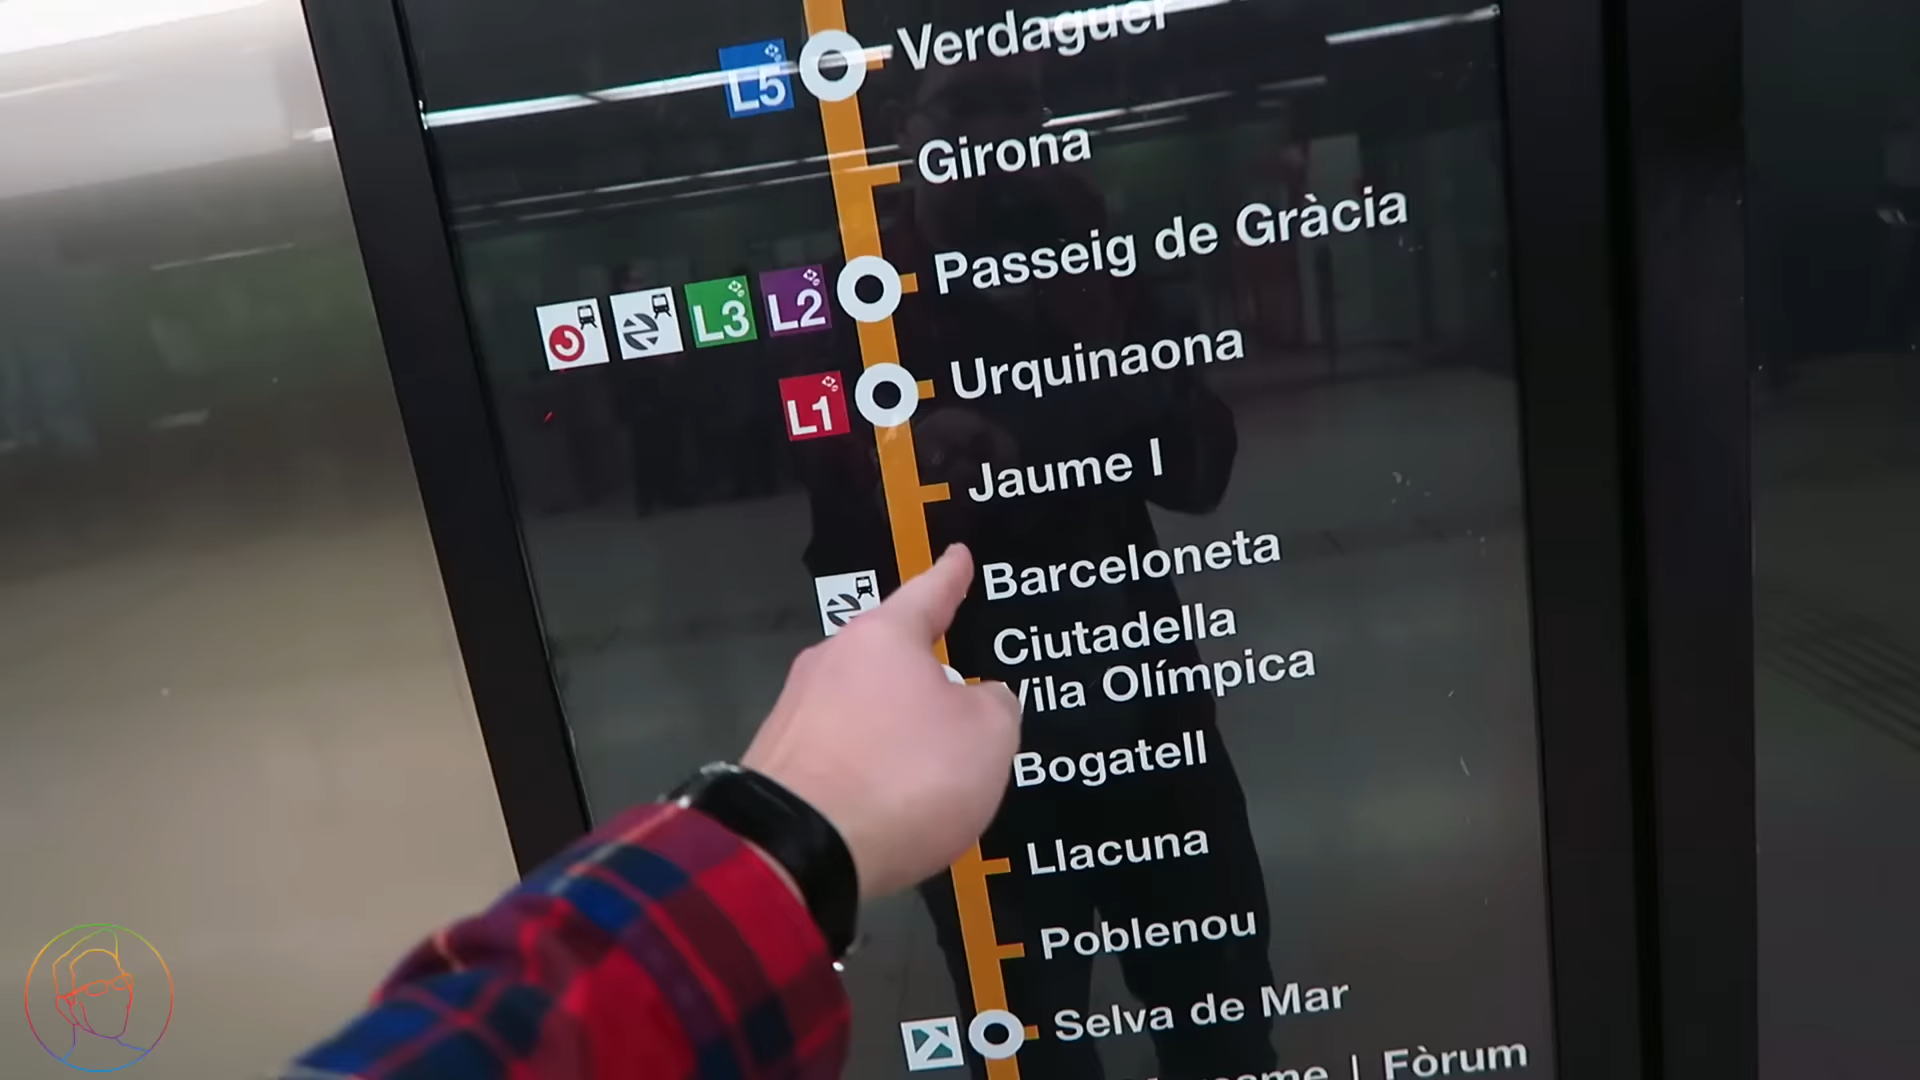 L5 Verdaguer
Girona
L3 L2 Passeig de Gràcia
L1 Urquinaona
Jaume I
Barceloneta
Ciutadella
Vila Olímpica
Bogatell
Llacuna
Poblenou
Selva de Mar
| Fòrum